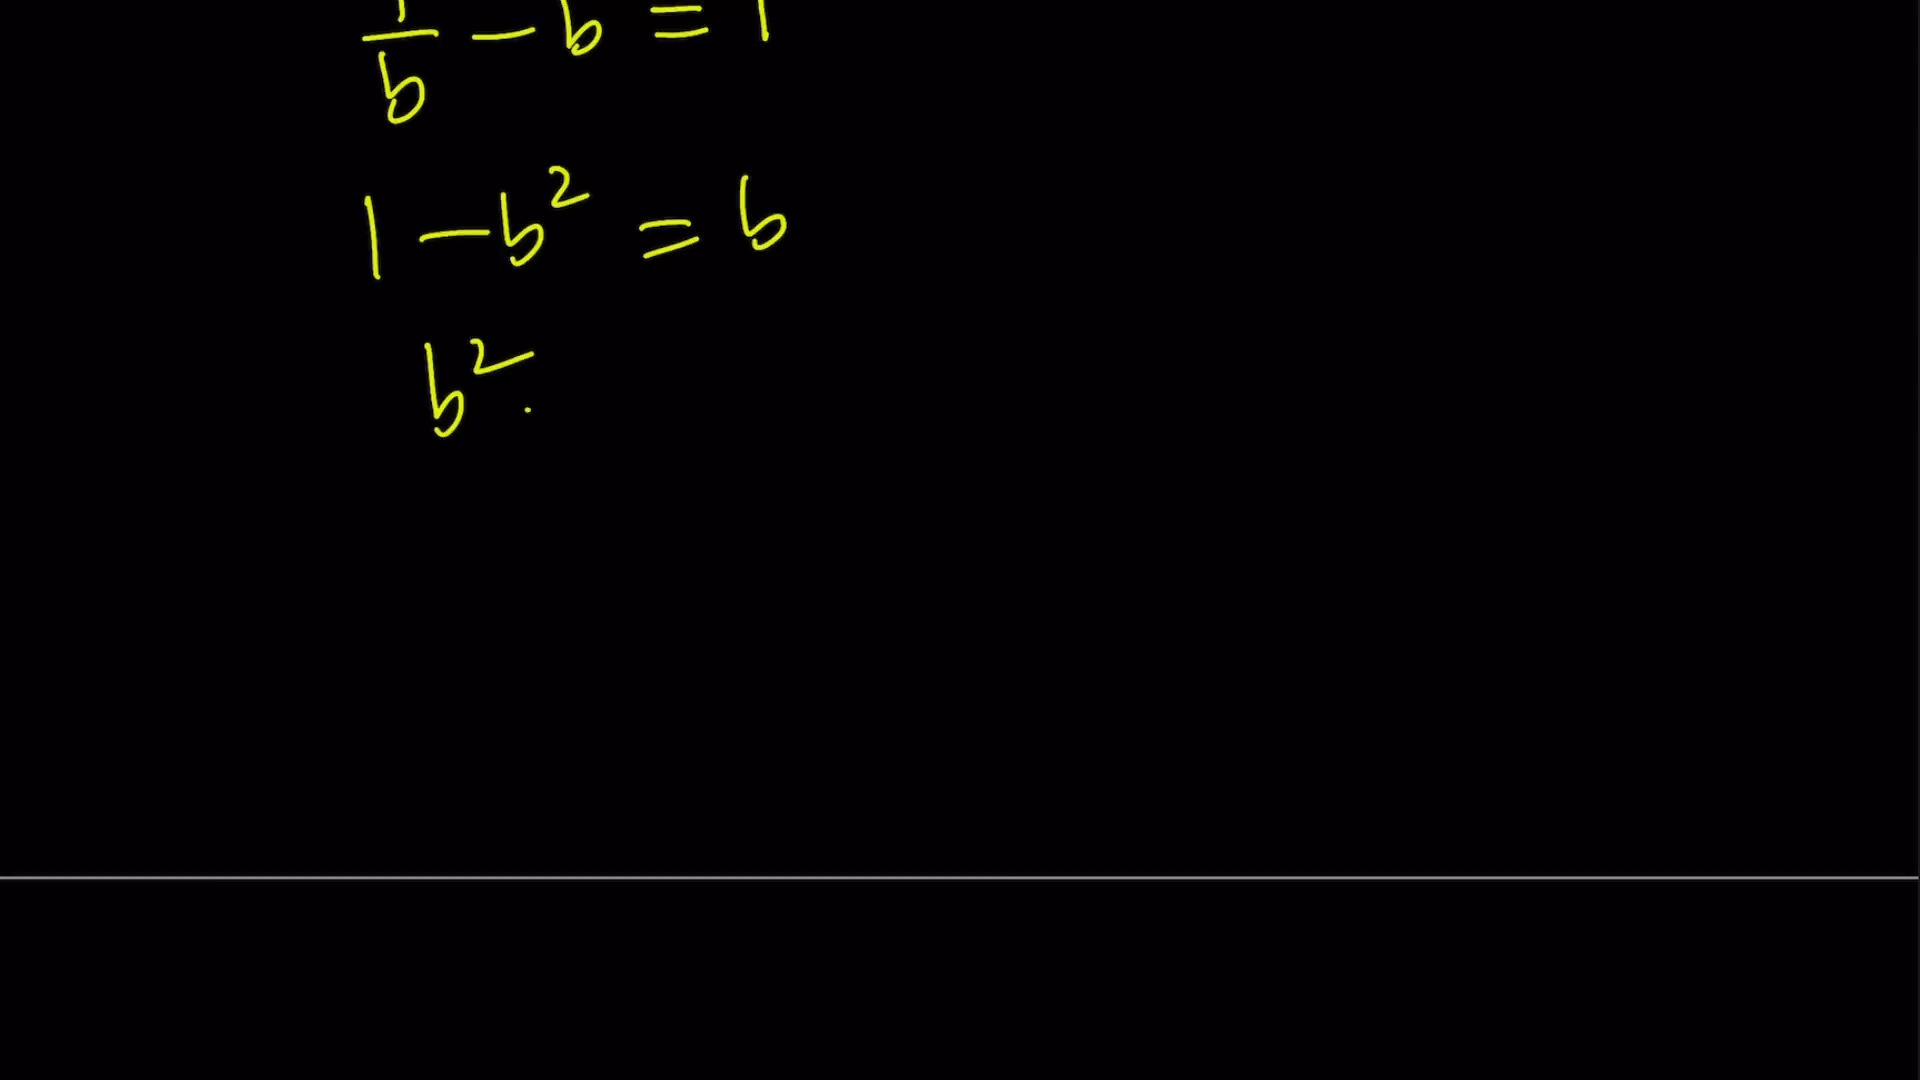 1/b - b = 1
1 - b² = b
b²